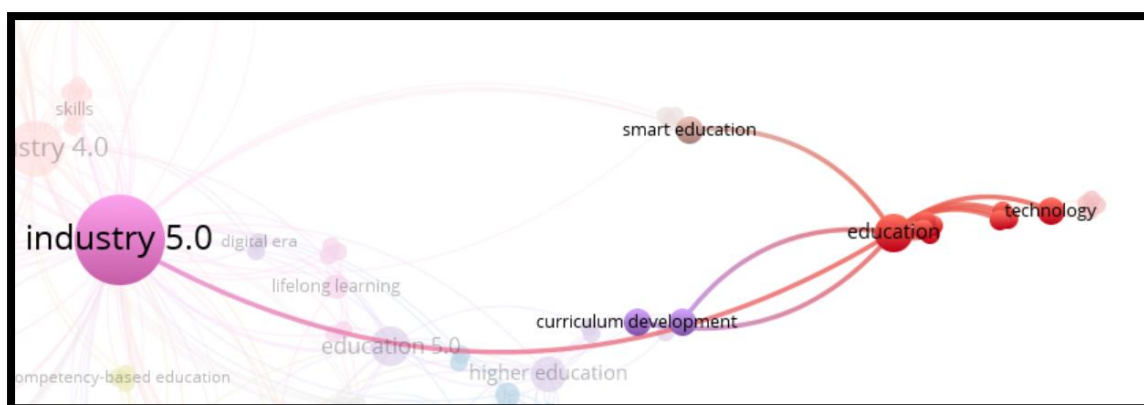 skills
stry 4.0
smart education
technology
education
industry 5.0
digital era
lifelong learning
curriculum development
education 5.0
higher education
ompetency-based education